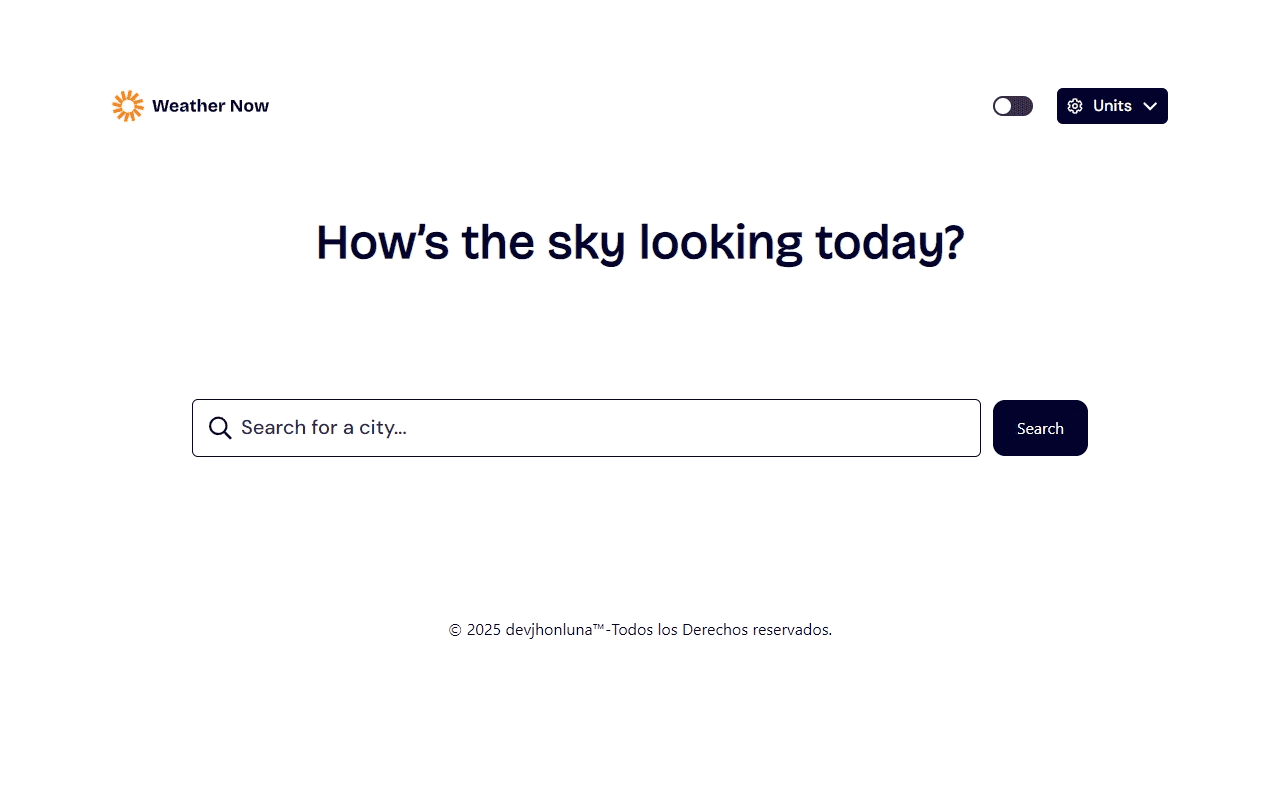 Weather Now
Units
How’s the sky looking today?
Search for a city...
Search
© 2025 devjhonluna™-Todos los Derechos reservados.